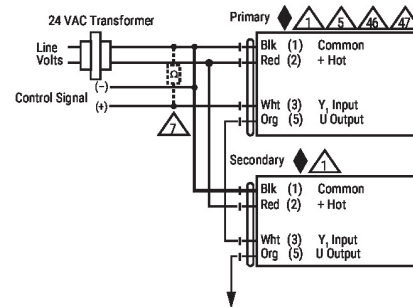 24 VAC Transformer
Primary 1 5 46 47
Line Volts
Blk (1) Common
Red (2) + Hot
Ω
(–)
Control Signal (+)
Wht (3) Y₁ Input
Org (5) U Output
7
Secondary 1
Blk (1) Common
Red (2) + Hot
Wht (3) Y₁ Input
Org (5) U Output